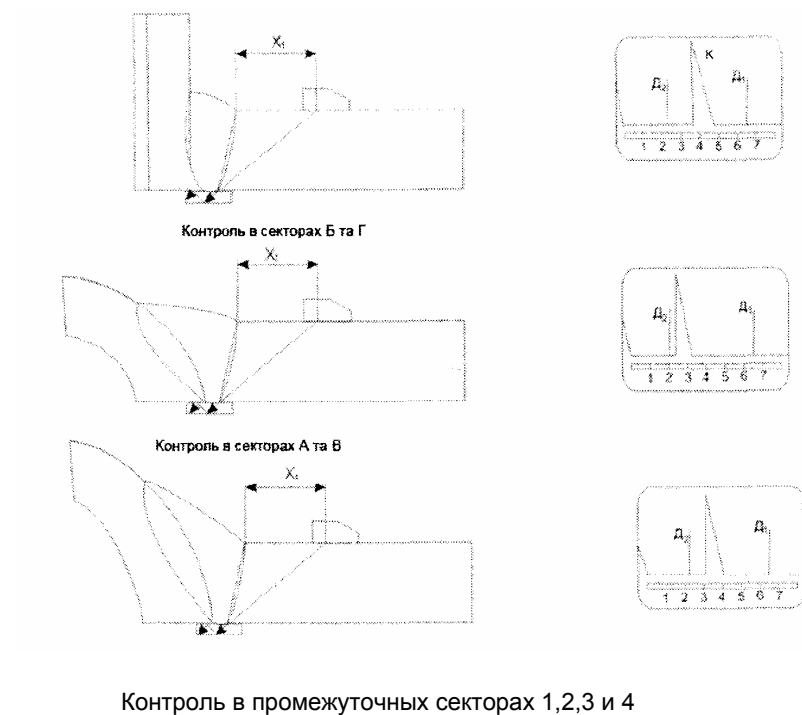 X₁
К
Д₂
Д₁
1 2 3 4 5 6 7
Контроль в секторах Б та Г
Д₂
Д₁
1 2 3 4 5 6 7
Контроль в секторах А та В
Д₂
Д₁
1 2 3 4 5 6 7
Контроль в промежуточных секторах 1,2,3 и 4